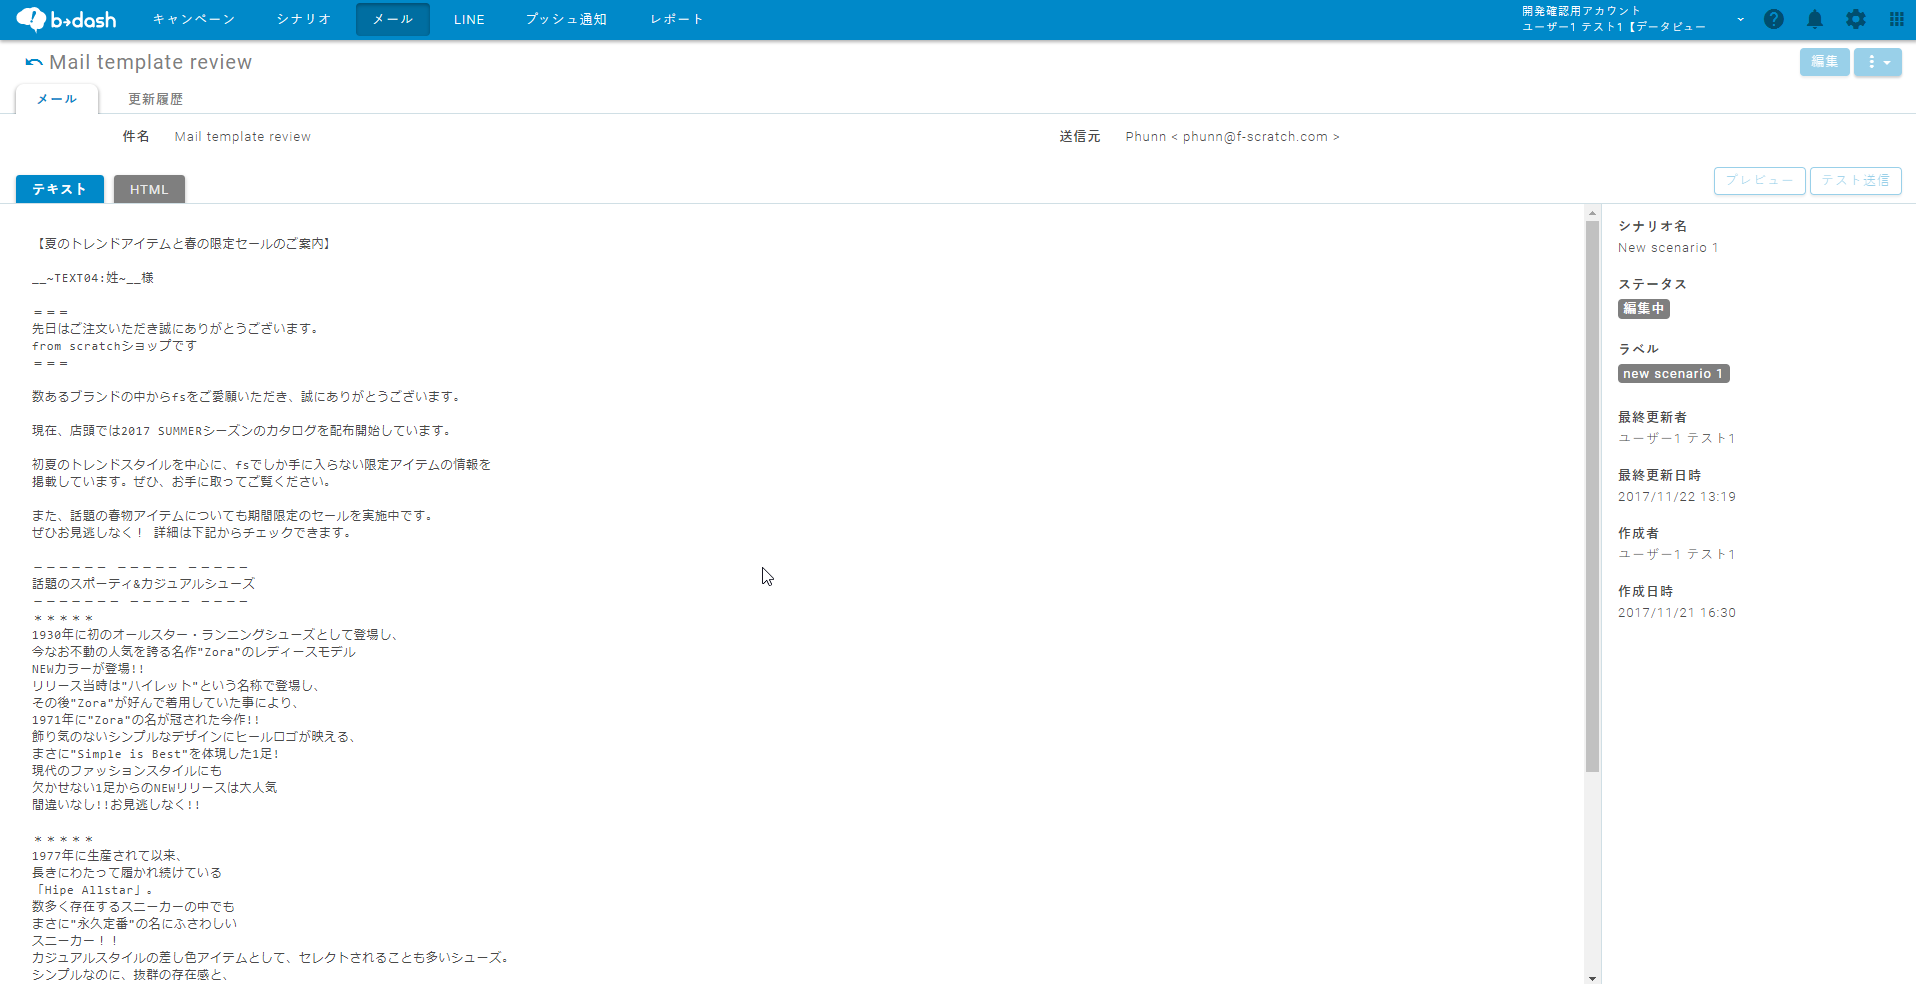 b→dash
キャンペーン
シナリオ
メール
LINE
プッシュ通知
レポート
開発確認用アカウント
ユーザー1 テスト1【データビュー
Mail template review
編集
メール
更新履歴
件名
Mail template review
送信元
Phunn < phunn@f-scratch.com >
テキスト
HTML
プレビュー
テスト送信
【夏のトレンドアイテムと春の限定セールのご案内】
__~TEXT04:姓~__様
＝＝＝
先日はご注文いただき誠にありがとうございます。
from scratchショップです
＝＝＝
数あるブランドの中からfsをご愛願いただき、誠にありがとうございます。
現在、店頭では2017 SUMMERシーズンのカタログを配布開始しています。
初夏のトレンドスタイルを中心に、fsでしか手に入らない限定アイテムの情報を
掲載しています。ぜひ、お手に取ってご覧ください。
また、話題の春物アイテムについても期間限定のセールを実施中です。
ぜひお見逃しなく！ 詳細は下記からチェックできます。
－－－－－－ －－－－－ －－－－－
話題のスポーティ&カジュアルシューズ
－－－－－－－ －－－－－ －－－－
＊＊＊＊＊
1930年に初のオールスター・ランニングシューズとして登場し、
今なお不動の人気を誇る名作"Zora"のレディースモデル
NEWカラーが登場!!
リリース当時は"ハイレット"という名称で登場し、
その後"Zora"が好んで着用していた事により、
1971年に"Zora"の名が冠された今作!!
飾り気のないシンプルなデザインにヒールロゴが映える、
まさに"Simple is Best"を体現した1足!
現代のファッションスタイルにも
欠かせない1足からのNEWリリースは大人気
間違いなし!!お見逃しなく!!
＊＊＊＊＊
1977年に生産されて以来、
長きにわたって履かれ続けている
「Hipe Allstar」。
数多く存在するスニーカーの中でも
まさに"永久定番"の名にふさわしい
スニーカー！！
カジュアルスタイルの差し色アイテムとして、セレクトされることも多いシューズ。
シンプルなのに、抜群の存在感と、
シナリオ名
New scenario 1
ステータス
編集中
ラベル
new scenario 1
最終更新者
ユーザー1 テスト1
最終更新日時
2017/11/22 13:19
作成者
ユーザー1 テスト1
作成日時
2017/11/21 16:30